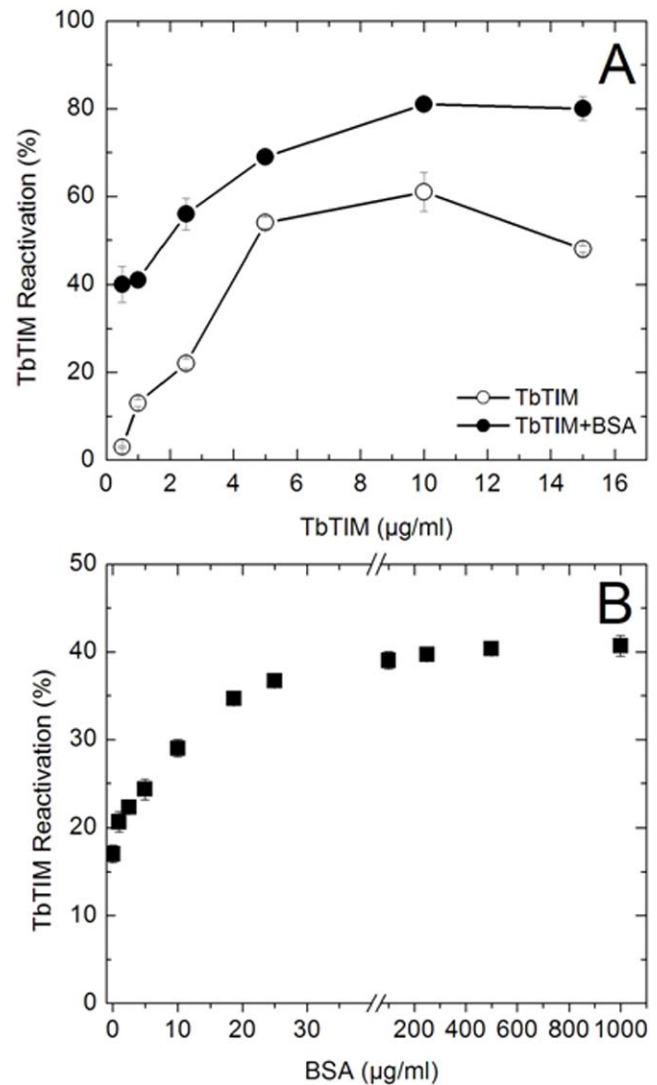 A
TbTIM Reactivation (%)
100
80
60
40
20
0
TbTIM
TbTIM+BSA
0 2 4 6 8 10 12 14 16
TbTIM (µg/ml)
B
TbTIM Reactivation (%)
50
40
30
20
10
0
0 10 20 30 200 400 600 800 1000
BSA (µg/ml)